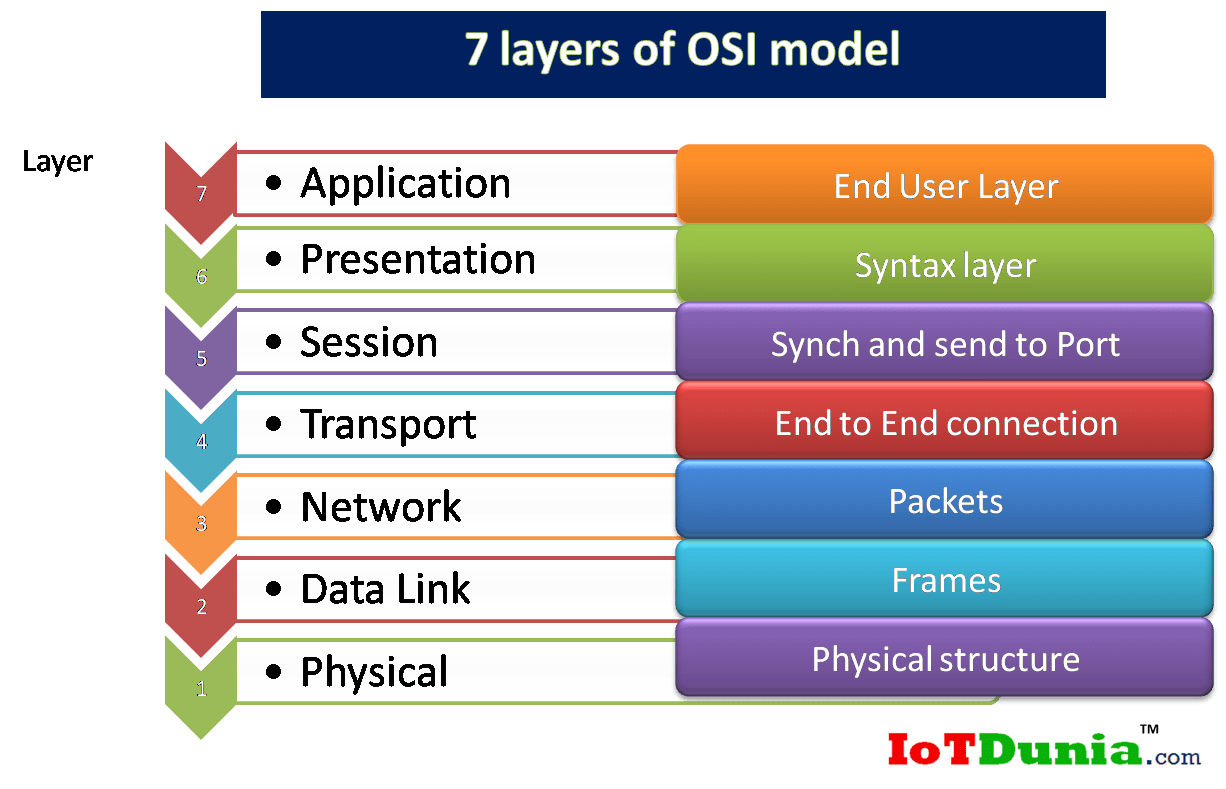 7 layers of OSI model
Layer
7 • Application End User Layer
6 • Presentation Syntax layer
5 • Session Synch and send to Port
4 • Transport End to End connection
3 • Network Packets
2 • Data Link Frames
1 • Physical Physical structure
IoTDunia.com™